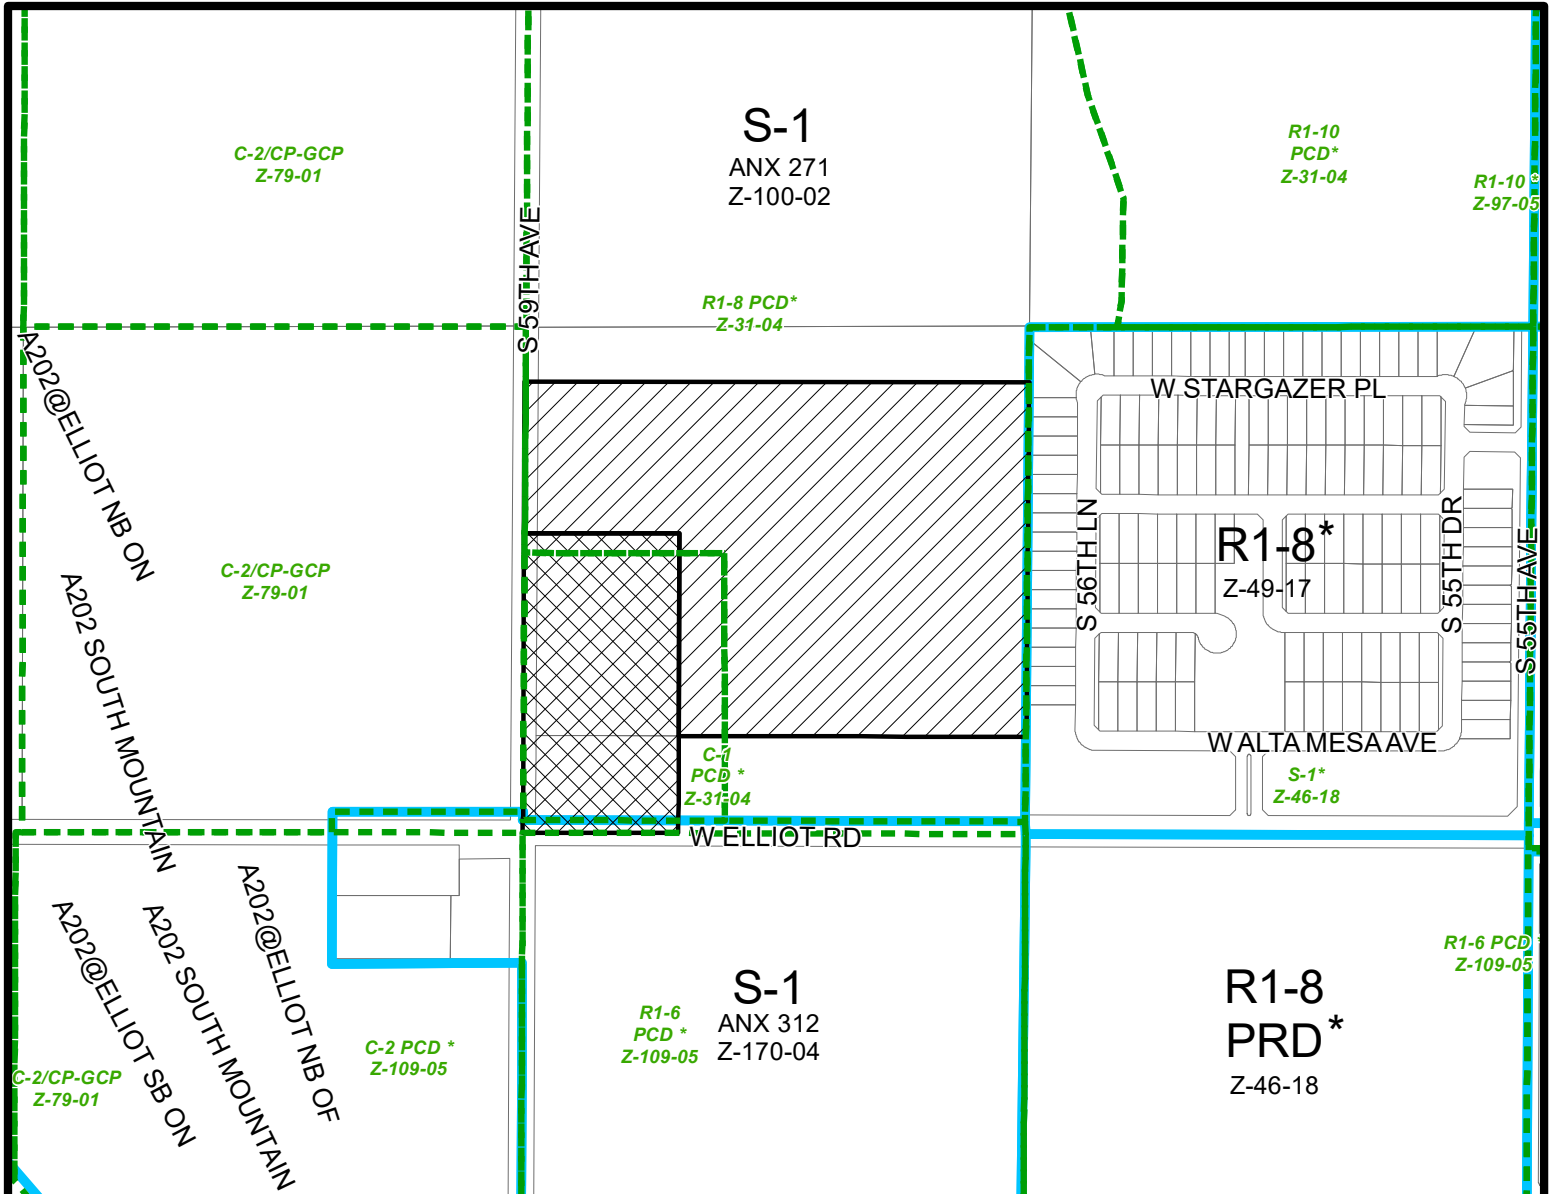 C-2/CP-GCP
Z-79-01
S-1
ANX 271
Z-100-02
R1-10
PCD*
Z-31-04
R1-10 *
Z-97-05
S 59TH AVE
R1-8 PCD*
Z-31-04
A202@ELLIOT NB ON
C-2/CP-GCP
Z-79-01
A202 SOUTH MOUNTAIN
W STARGAZER PL
S 56TH LN
R1-8*
Z-49-17
S 55TH DR
S 55TH AVE
W ALTA MESA AVE
C-1
PCD *
Z-31-04
S-1*
Z-46-18
W ELLIOT RD
A202@ELLIOT SB ON
A202 SOUTH MOUNTAIN
A202@ELLIOT NB OF
C-2/CP-GCP
Z-79-01
C-2 PCD *
Z-109-05
R1-6
PCD *
Z-109-05
S-1
ANX 312
Z-170-04
R1-8
PRD*
Z-46-18
R1-6 PCD *
Z-109-05